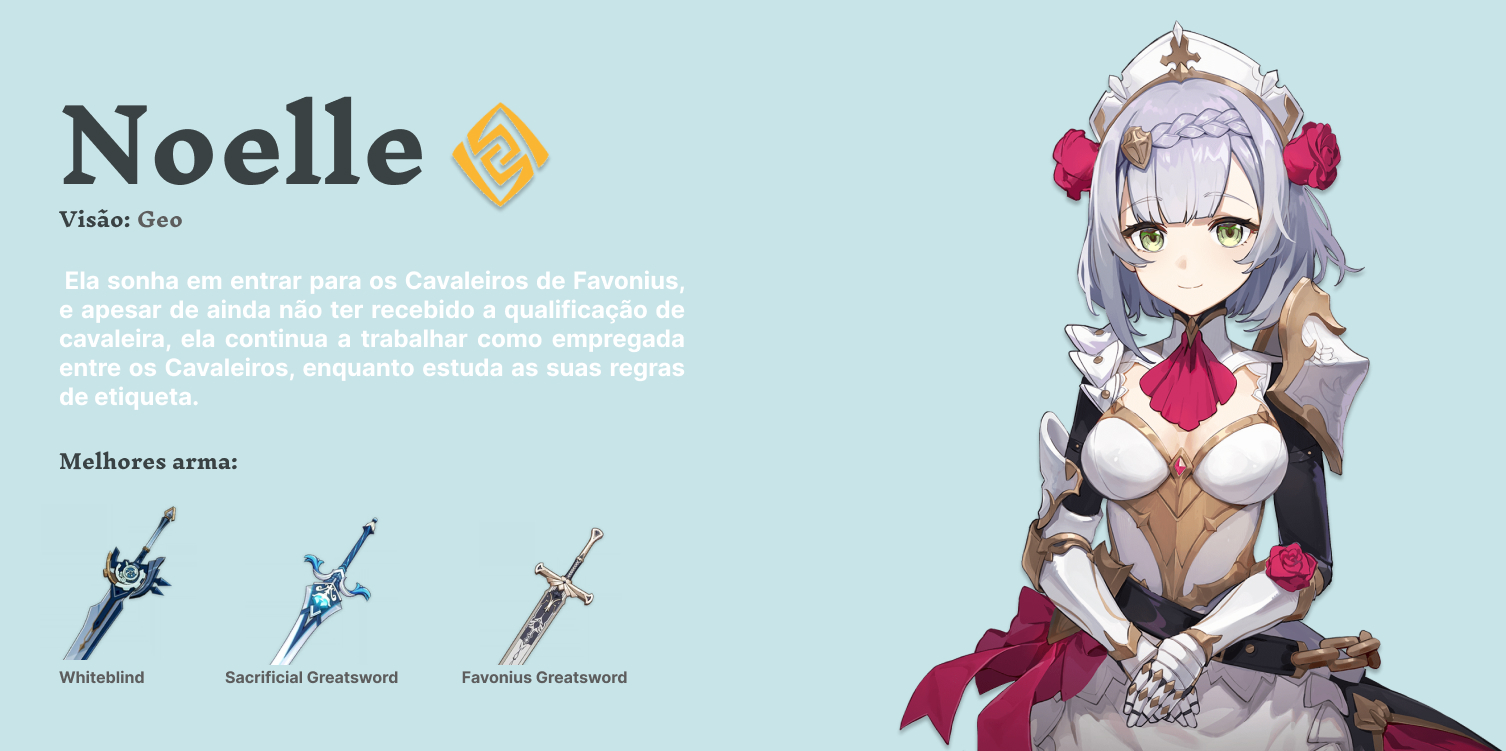 Noelle
Visão: Geo
Ela sonha em entrar para os Cavaleiros de Favonius,
e apesar de ainda não ter recebido a qualificação de
cavaleira, ela continua a trabalhar como empregada
entre os Cavaleiros, enquanto estuda as suas regras
de etiqueta.
Melhores arma:
Whiteblind
Sacrificial Greatsword
Favonius Greatsword